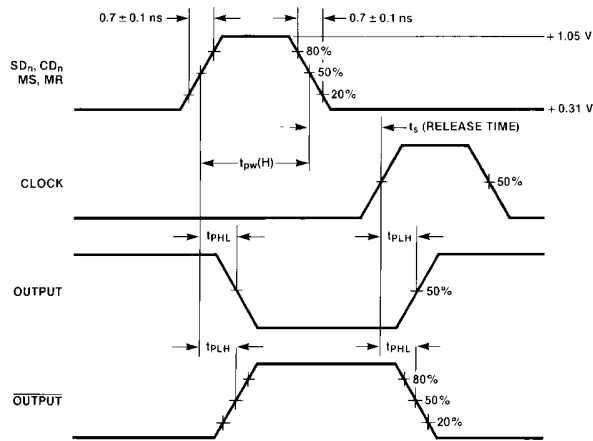 0.7 ± 0.1 ns
0.7 ± 0.1 ns
+ 1.05 V
SDn, CDn
MS, MR
80%
50%
20%
+ 0.31 V
ts (RELEASE TIME)
tpw(H)
CLOCK
50%
tPHL
tPLH
OUTPUT
50%
tPLH
tPHL
OUTPUT
80%
50%
20%